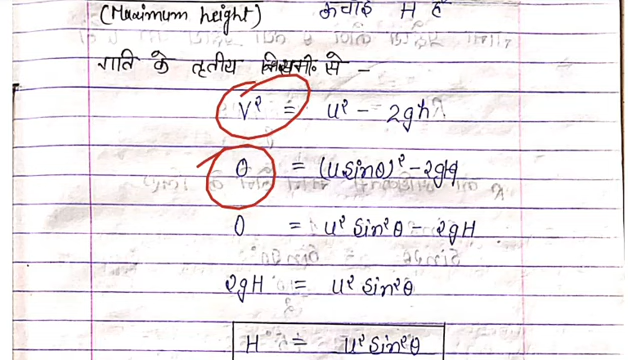 (Maximum height) ऊंचाई H है
गति के तृतीय नियम से -
V² = u² - 2gh
0 = (u sinθ)² - 2gH
0 = u² sin²θ - 2gH
2gH = u² sin²θ
H = u² sin²θ